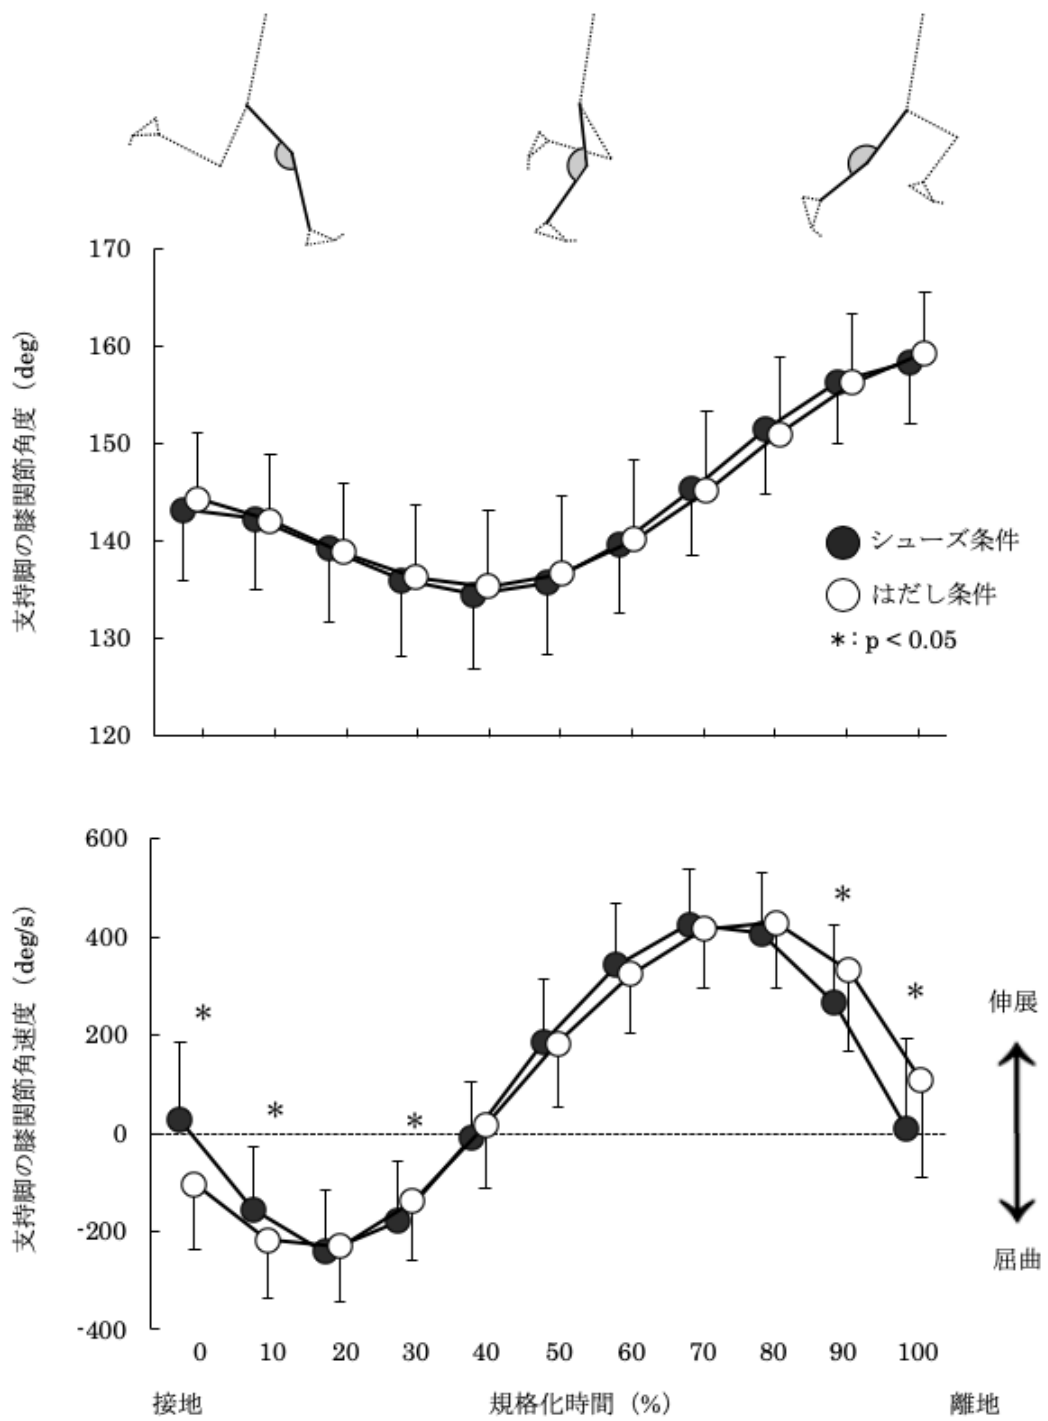 170
160
150
140
130
120
支持脚の膝関節角度（deg）
シューズ条件
はだし条件
*：p < 0.05
600
400
200
0
-200
-400
支持脚の膝関節角速度（deg/s）
*
*
*
*
*
伸展
屈曲
0 10 20 30 40 50 60 70 80 90 100
接地 規格化時間（%） 離地